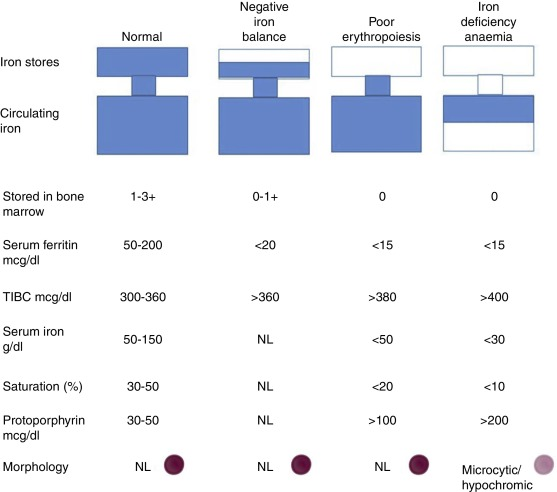 Normal
Negative
iron
balance
Poor
erythropoiesis
Iron
deficiency
anaemia
Iron stores
Circulating
iron
Stored in bone
marrow
1-3+ 0-1+ 0 0
Serum ferritin
mcg/dl
50-200 <20 <15 <15
TIBC mcg/dl 300-360 >360 >380 >400
Serum iron
g/dl
50-150 NL <50 <30
Saturation (%) 30-50 NL <20 <10
Protoporphyrin
mcg/dl
30-50 NL >100 >200
Morphology NL NL NL Microcytic/
hypochromic